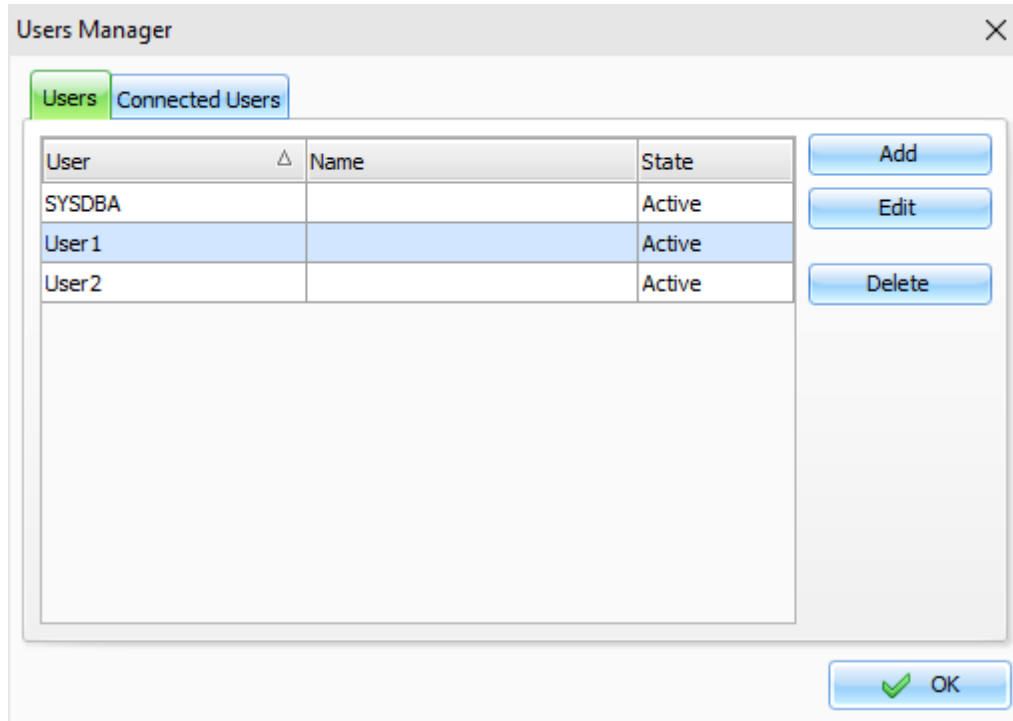 Users Manager
Users Connected Users
User Name State Add
SYSDBA Active Edit
User1 Active
User2 Active Delete
OK